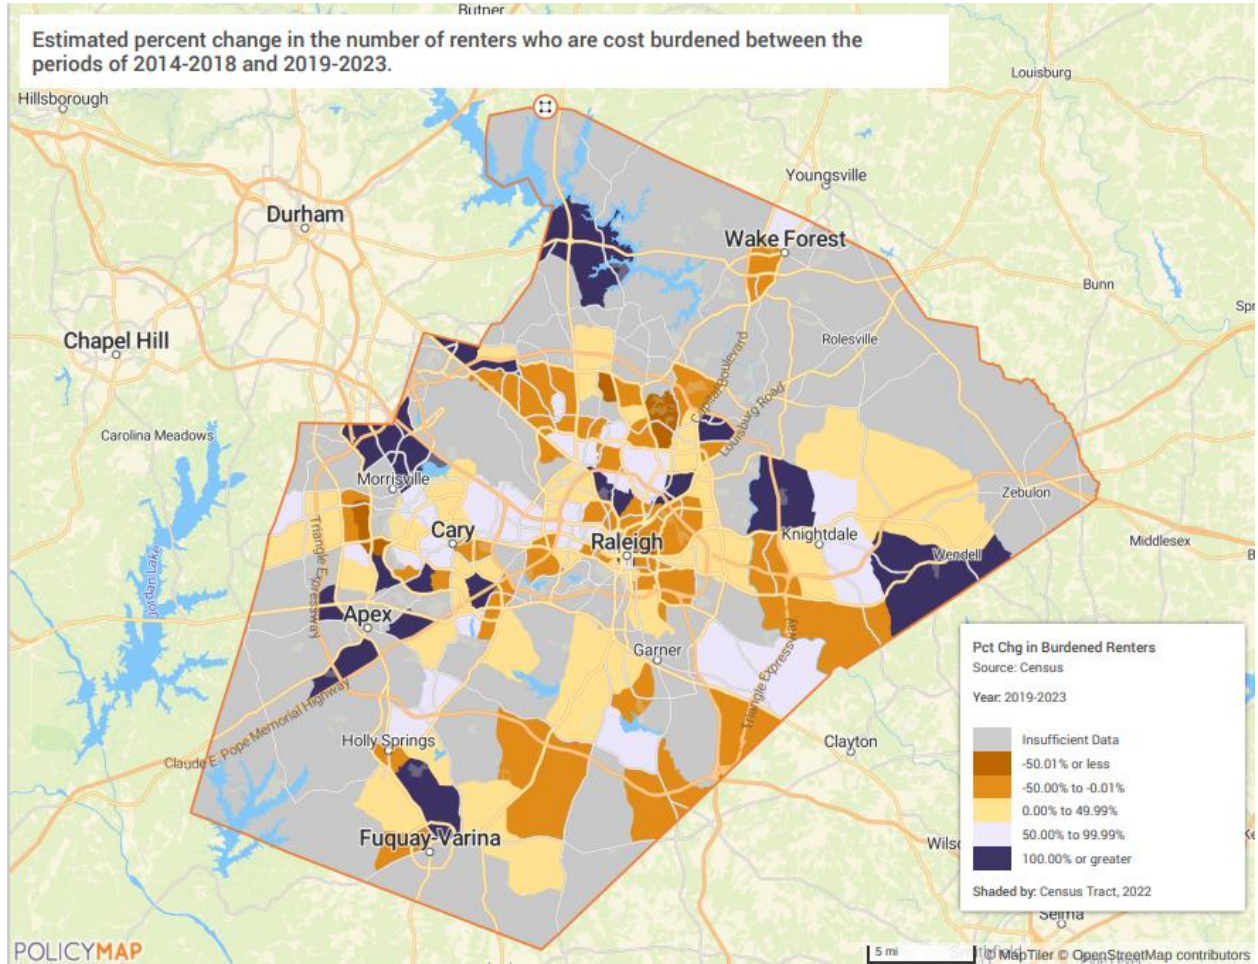 Butner
Estimated percent change in the number of renters who are cost burdened between the
periods of 2014-2018 and 2019-2023.
Louisburg
Hillsborough
Youngsville
Durham
Wake Forest
Bunn
Chapel Hill
Rolesville
Capital Boulevard
Louisburg Road
Carolina Meadows
Morrisville
Zebulon
Jordan Lake
Triangle Expressway
Cary
Raleigh
Knightdale
Wendell
Middlesex
Apex
Garner
Triangle Expressway
Claude E. Pope Memorial Highway
Holly Springs
Clayton
Fuquay-Varina
Pct Chg in Burdened Renters
Source: Census
Year: 2019-2023
Insufficient Data
-50.01% or less
-50.00% to -0.01%
0.00% to 49.99%
50.00% to 99.99%
100.00% or greater
Shaded by: Census Tract, 2022
Selma
POLICYMAP
5 mi
© MapTiler © OpenStreetMap contributors